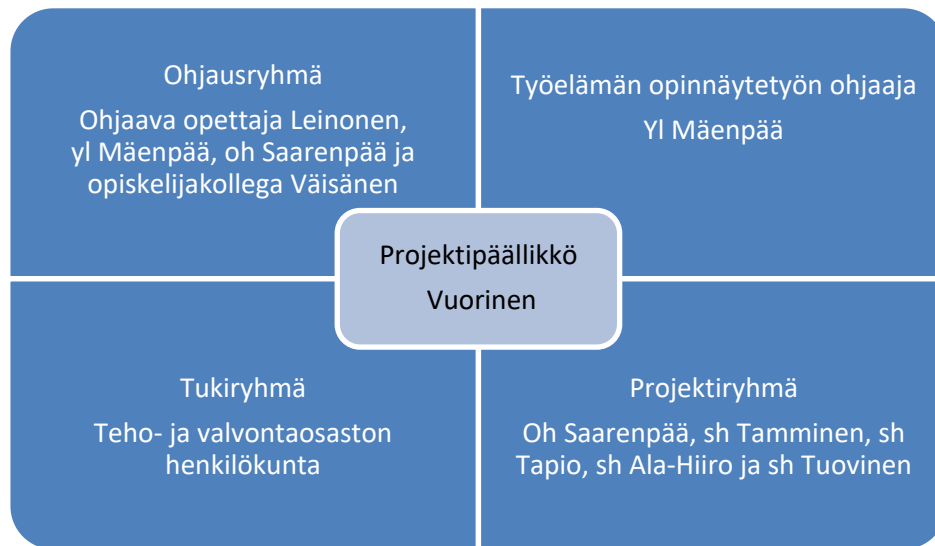 Ohjausryhmä
Ohjaava opettaja Leinonen,
yl Mäenpää, oh Saarenpää ja
opiskelijakollega Väisänen
Työelämän opinnäytetyön ohjaaja
Yl Mäenpää
Projektipäällikkö
Vuorinen
Tukiryhmä
Teho- ja valvontaosaston
henkilökunta
Projektiryhmä
Oh Saarenpää, sh Tamminen, sh
Tapio, sh Ala-Hiiro ja sh Tuovinen